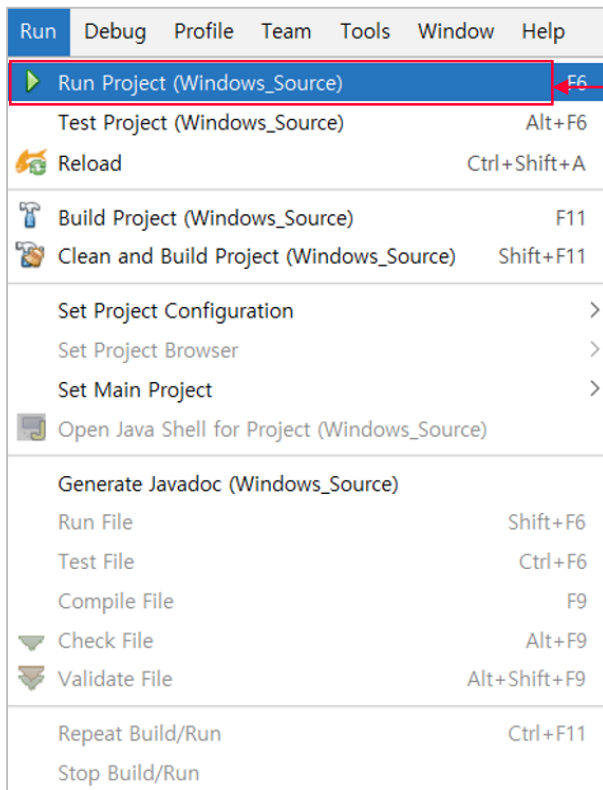 Run Debug Profile Team Tools Window Help
Run Project (Windows_Source) F6
Test Project (Windows_Source) Alt+F6
Reload Ctrl+Shift+A
Build Project (Windows_Source) F11
Clean and Build Project (Windows_Source) Shift+F11
Set Project Configuration
Set Project Browser
Set Main Project
Open Java Shell for Project (Windows_Source)
Generate Javadoc (Windows_Source)
Run File Shift+F6
Test File Ctrl+F6
Compile File F9
Check File Alt+F9
Validate File Alt+Shift+F9
Repeat Build/Run Ctrl+F11
Stop Build/Run